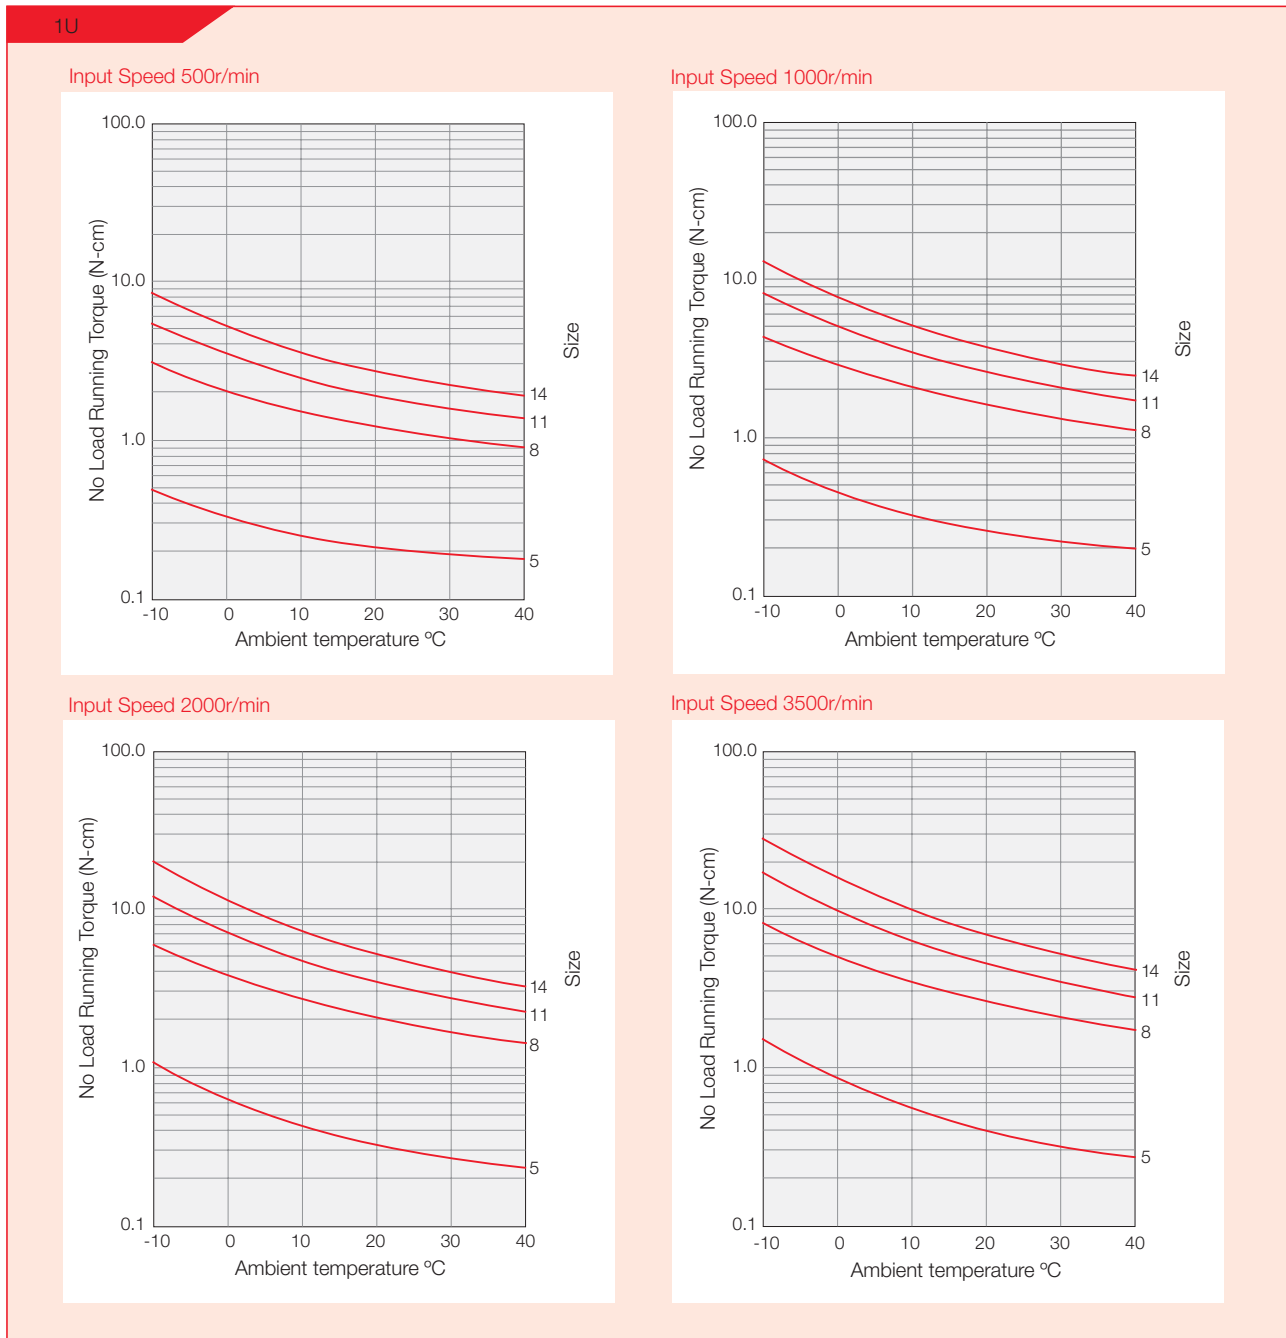 1U
Input Speed 500r/min
100.0
10.0
1.0
0.1
No Load Running Torque (N-cm)
-10 0 10 20 30 40
Ambient temperature ºC
14
11
8
5
Size
Input Speed 1000r/min
100.0
10.0
1.0
0.1
No Load Running Torque (N-cm)
-10 0 10 20 30 40
Ambient temperature ºC
14
11
8
5
Size
Input Speed 2000r/min
100.0
10.0
1.0
0.1
No Load Running Torque (N-cm)
-10 0 10 20 30 40
Ambient temperature ºC
14
11
8
5
Size
Input Speed 3500r/min
100.0
10.0
1.0
0.1
No Load Running Torque (N-cm)
-10 0 10 20 30 40
Ambient temperature ºC
14
11
8
5
Size